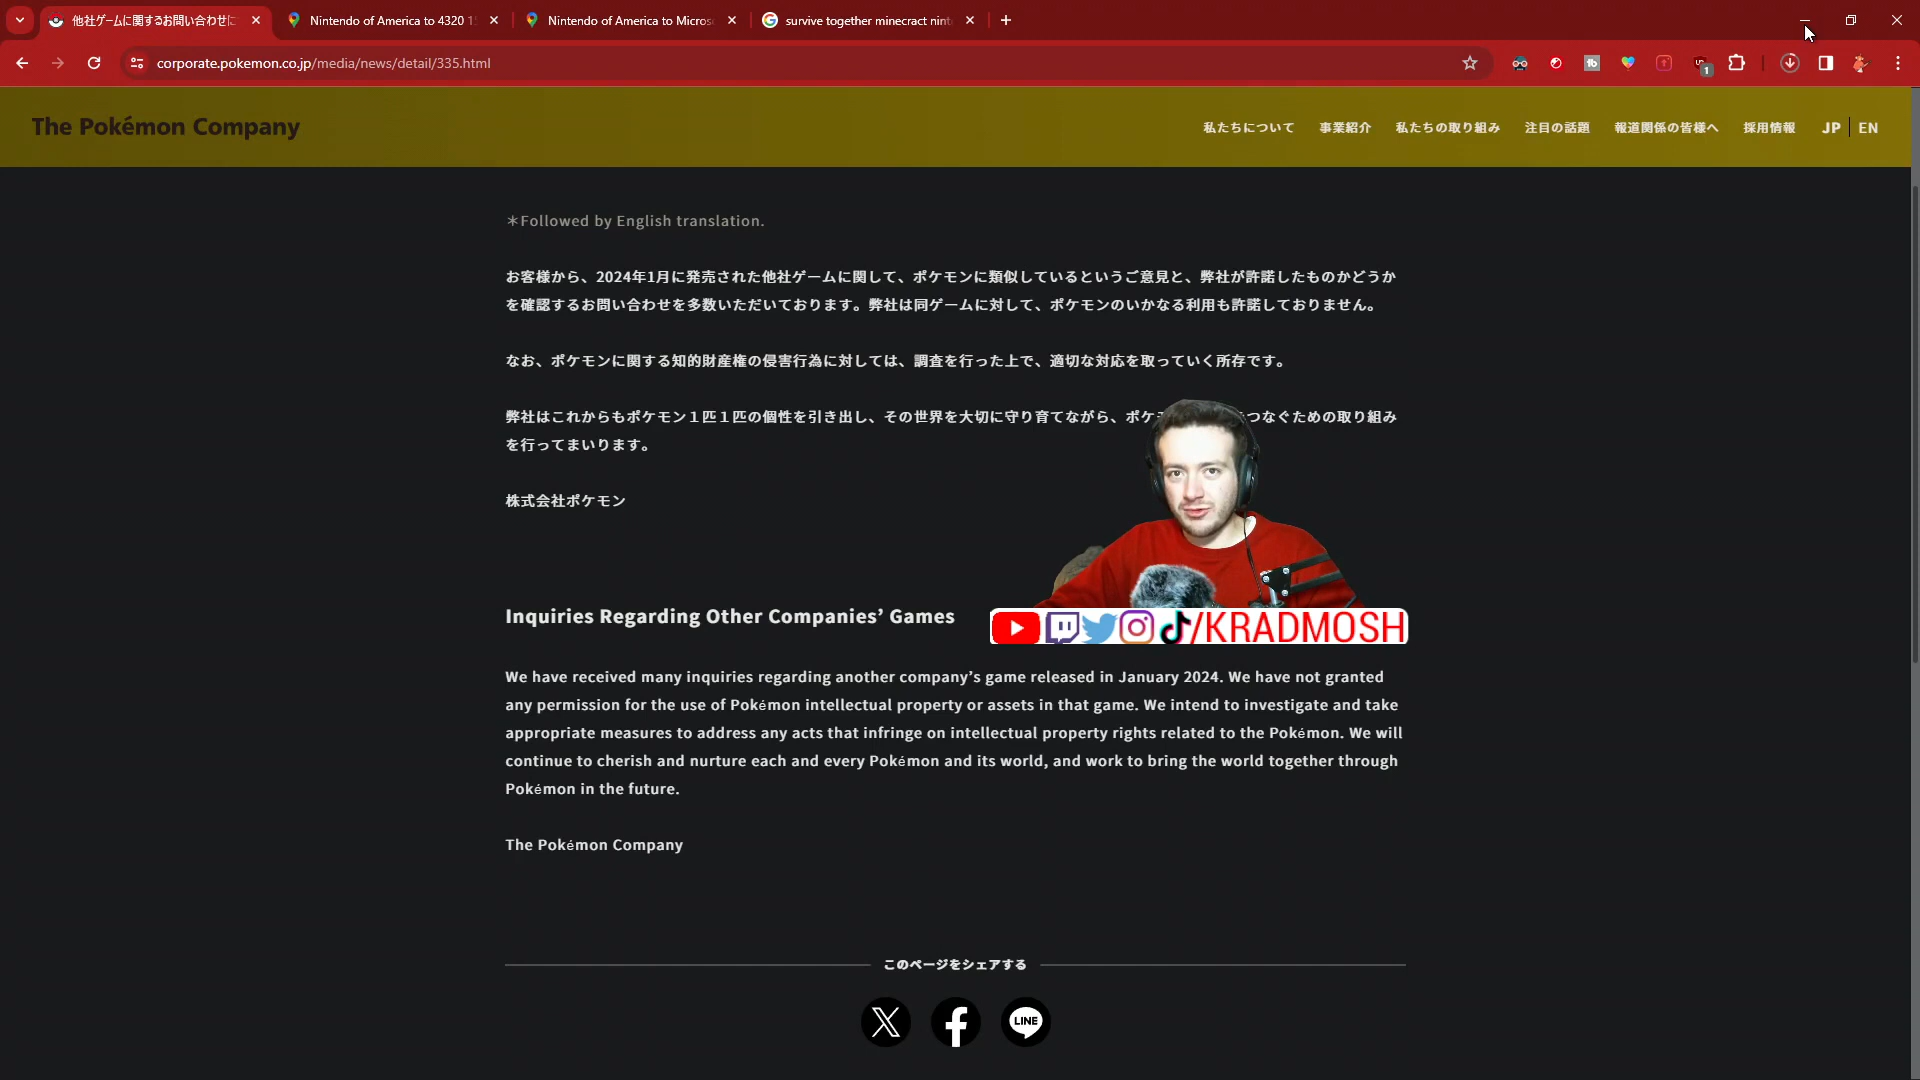 他社ゲームに関するお問い合わせに
Nintendo of America to 4320 1
Nintendo of America to Micros
survive together minecract nint
corporate.pokemon.co.jp/media/news/detail/335.html
1
The Pokémon Company
私たちについて 事業紹介 私たちの取り組み 注目の話題 報道関係の皆様へ 採用情報 JP EN
＊Followed by English translation.
お客様から、2024年1月に発売された他社ゲームに関して、ポケモンに類似しているというご意見と、弊社が許諾したものかどうか
を確認するお問い合わせを多数いただいております。弊社は同ゲームに対して、ポケモンのいかなる利用も許諾しておりません。
なお、ポケモンに関する知的財産権の侵害行為に対しては、調査を行った上で、適切な対応を取っていく所存です。
弊社はこれからもポケモン１匹１匹の個性を引き出し、その世界を大切に守り育てながら、ポケ つなぐための取り組み
を行ってまいります。
株式会社ポケモン
Inquiries Regarding Other Companies’ Games
/KRADMOSH
We have received many inquiries regarding another company’s game released in January 2024. We have not granted
any permission for the use of Pokémon intellectual property or assets in that game. We intend to investigate and take
appropriate measures to address any acts that infringe on intellectual property rights related to the Pokémon. We will
continue to cherish and nurture each and every Pokémon and its world, and work to bring the world together through
Pokémon in the future.
The Pokémon Company
このページをシェアする
LINE